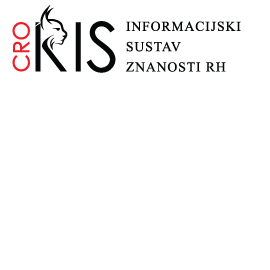 CRO
KIS
INFORMACIJSKI
SUSTAV
ZNANOSTI RH